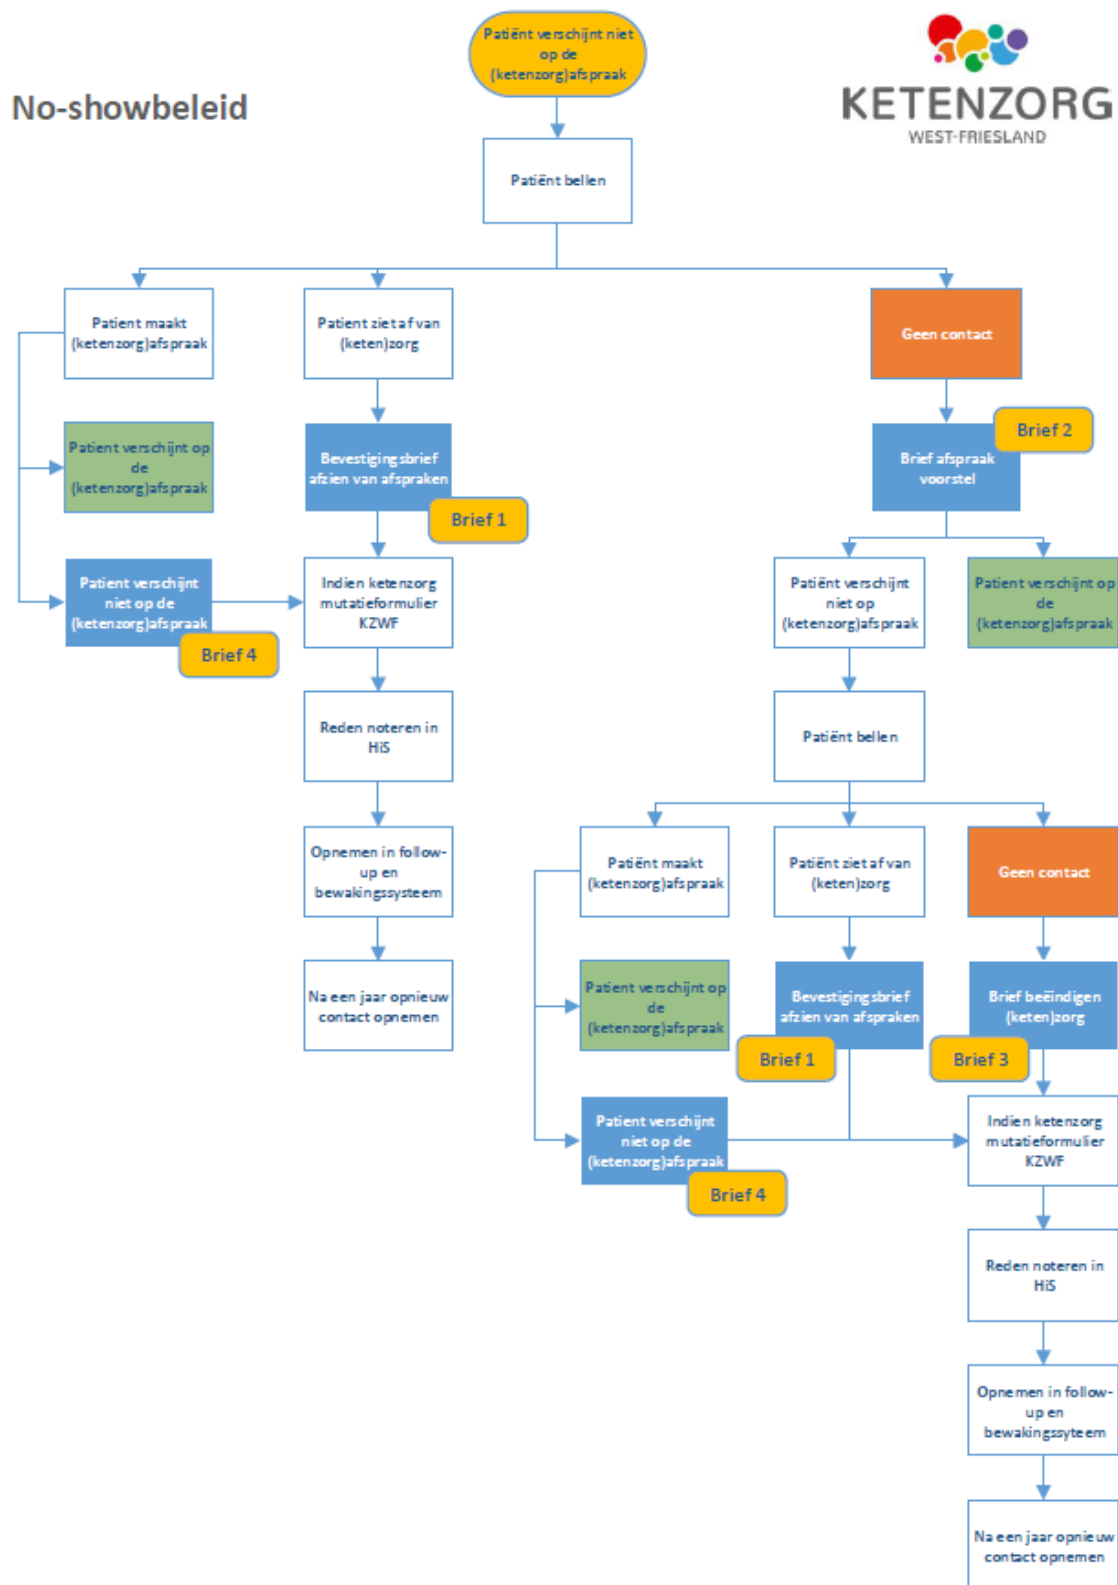 Patiënt verschijnt niet
op de
(ketenzorg)afspraak
No-showbeleid
KETENZORG
WEST-FRIESLAND
Patiënt bellen
Patient maakt
(ketenzorg)afspraak
Patient ziet af van
(keten)zorg
Geen contact
Patient verschijnt op
de
(ketenzorg)afspraak
Bevestigingsbrief
afzien van afspraken
Brief 1
Brief 2
Brief afspraak
voorstel
Patient verschijnt
niet op de
(ketenzorg)afspraak
Brief 4
Indien ketenzorg
mutatieformulier
KZWF
Patiënt verschijnt
niet op
(ketenzorg)afspraak
Patient verschijnt op
de
(ketenzorg)afspraak
Reden noteren in
HiS
Patiënt bellen
Opnemen in follow-
up en
bewakingssysteem
Patiënt maakt
(ketenzorg)afspraak
Patiënt ziet af van
(keten)zorg
Geen contact
Na een jaar opnieuw
contact opnemen
Patient verschijnt op
de
(ketenzorg)afspraak
Bevestigingsbrief
afzien van afspraken
Brief 1
Brief beëindigen
(keten)zorg
Brief 3
Patient verschijnt
niet op de
(ketenzorg)afspraak
Brief 4
Indien ketenzorg
mutatieformulier
KZWF
Reden noteren in
HiS
Opnemen in follow-
up en
bewakingssyteem
Na een jaar opnieuw
contact opnemen